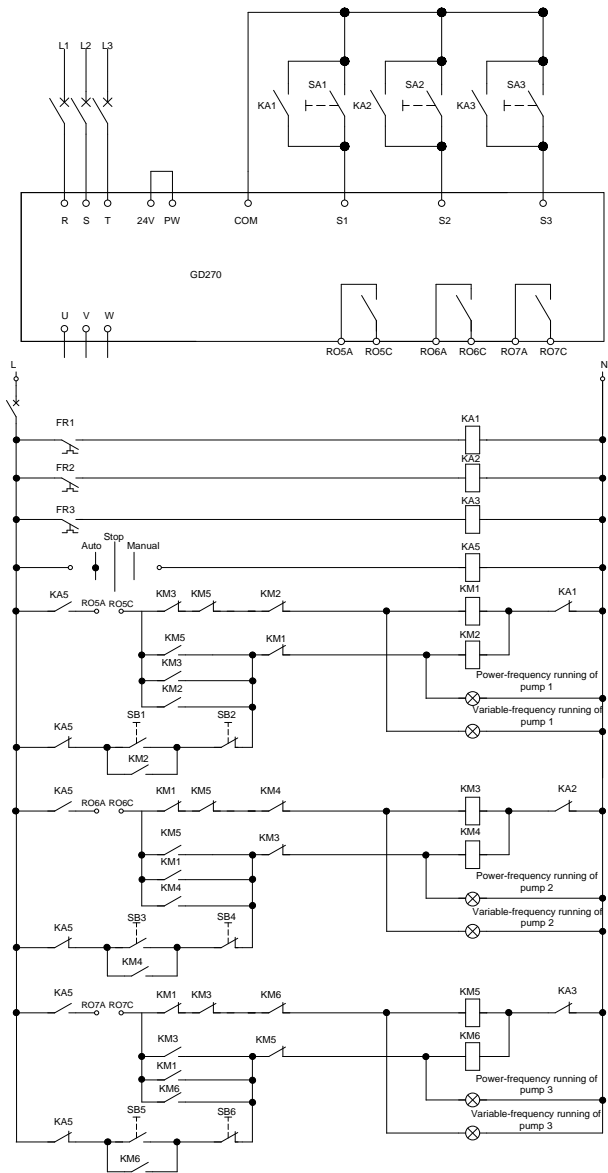 L1 L2 L3
KA1 SA1 KA2 SA2 KA3 SA3
R S T 24V PW COM S1 S2 S3
GD270
U V W
RO5A RO5C RO6A RO6C RO7A RO7C
L N
FR1 KA1
FR2 KA2
FR3 KA3
Stop
Auto Manual KA5
KA5 RO5A RO5C KM3 KM5 KM2 KM1 KA1
KM5 KM1 KM2
KM3
Power-frequency running of
pump 1
KM2
Variable-frequency running of
pump 1
KA5 SB1 SB2
KM2
KA5 RO6A RO6C KM1 KM5 KM4 KM3 KA2
KM5 KM3 KM4
KM1
Power-frequency running of
pump 2
KM4
Variable-frequency running of
pump 2
KA5 SB3 SB4
KM4
KA5 RO7A RO7C KM1 KM3 KM6 KM5 KA3
KM3 KM5 KM6
KM1
Power-frequency running of
pump 3
KM6
Variable-frequency running of
pump 3
KA5 SB5 SB6
KM6